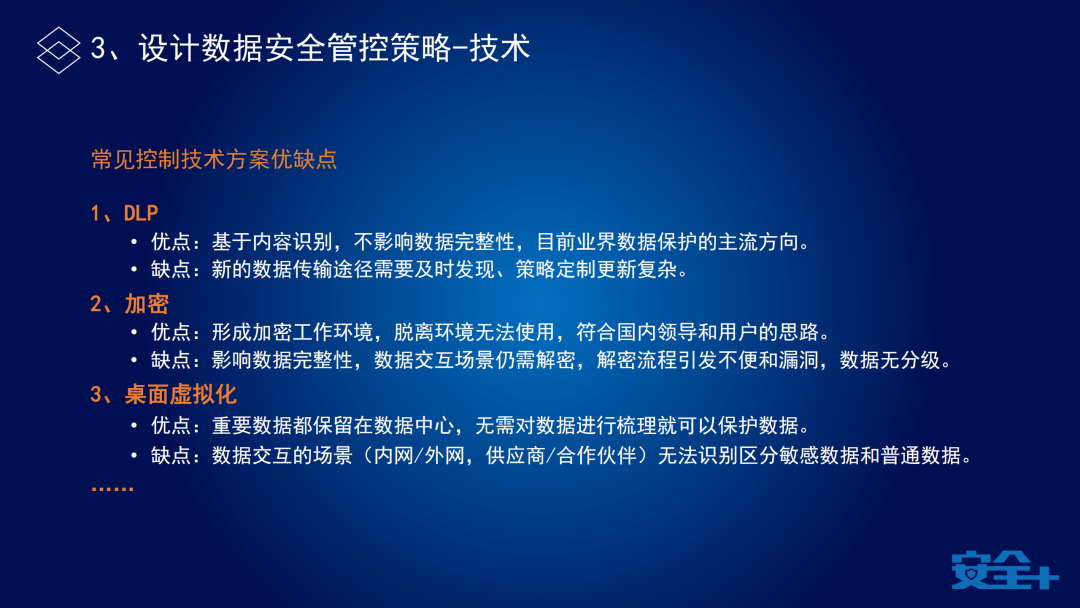 3、设计数据安全管控策略-技术
常见控制技术方案优缺点
1、DLP
• 优点：基于内容识别，不影响数据完整性，目前业界数据保护的主流方向。
• 缺点：新的数据传输途径需要及时发现、策略定制更新复杂。
2、加密
• 优点：形成加密工作环境，脱离环境无法使用，符合国内领导和用户的思路。
• 缺点：影响数据完整性，数据交互场景仍需解密，解密流程引发不便和漏洞，数据无分级。
3、桌面虚拟化
• 优点：重要数据都保留在数据中心，无需对数据进行梳理就可以保护数据。
• 缺点：数据交互的场景（内网/外网，供应商/合作伙伴）无法识别区分敏感数据和普通数据。
……
安全+